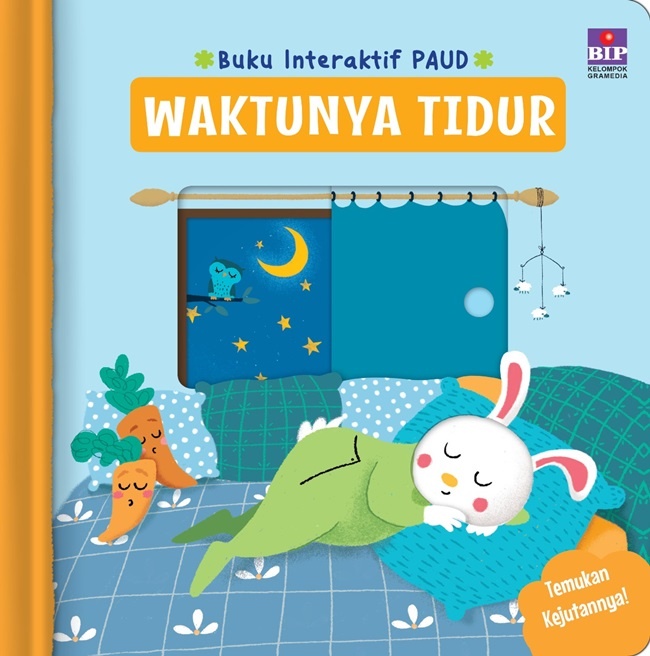 Buku Interaktif PAUD
BIP
KELOMPOK
GRAMEDIA
WAKTUNYA TIDUR
Temukan
Kejutannya!